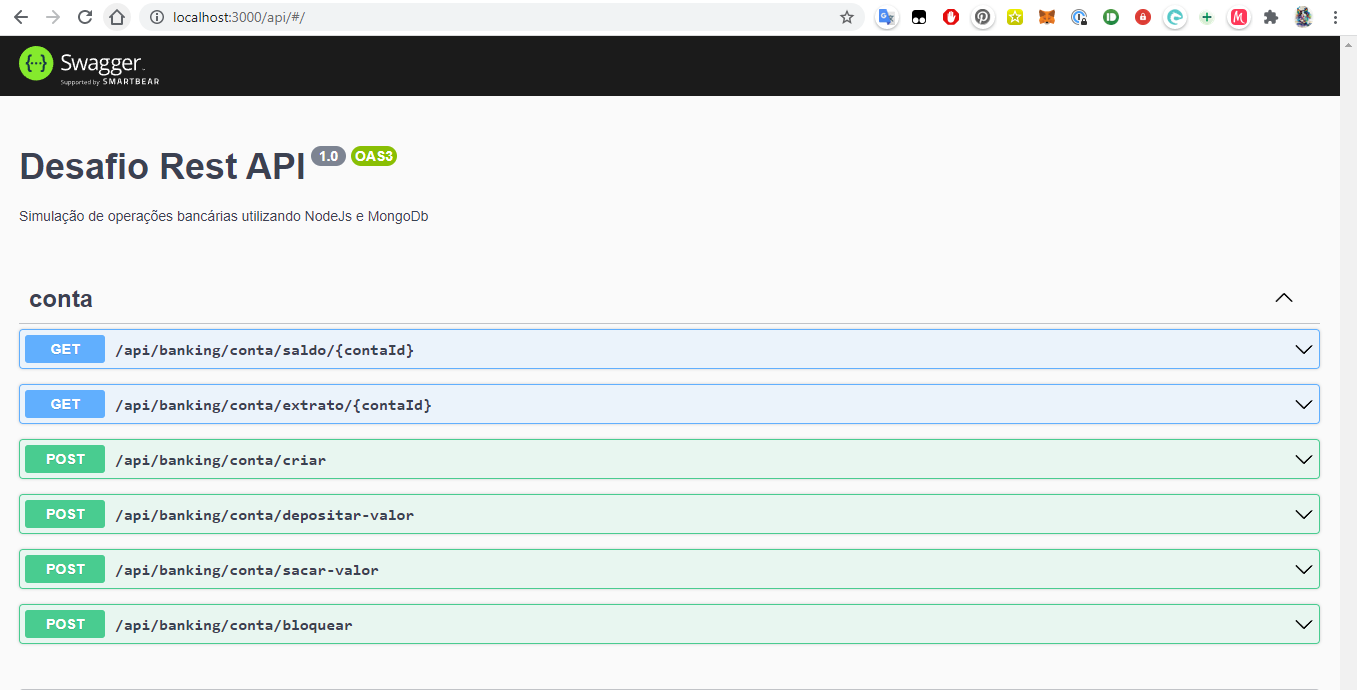 localhost:3000/api/#/
Swagger
Supported by SMARTBEAR
Desafio Rest API 1.0 OAS3
Simulação de operações bancárias utilizando NodeJs e MongoDb
conta
GET /api/banking/conta/saldo/{contaId}
GET /api/banking/conta/extrato/{contaId}
POST /api/banking/conta/criar
POST /api/banking/conta/depositar-valor
POST /api/banking/conta/sacar-valor
POST /api/banking/conta/bloquear